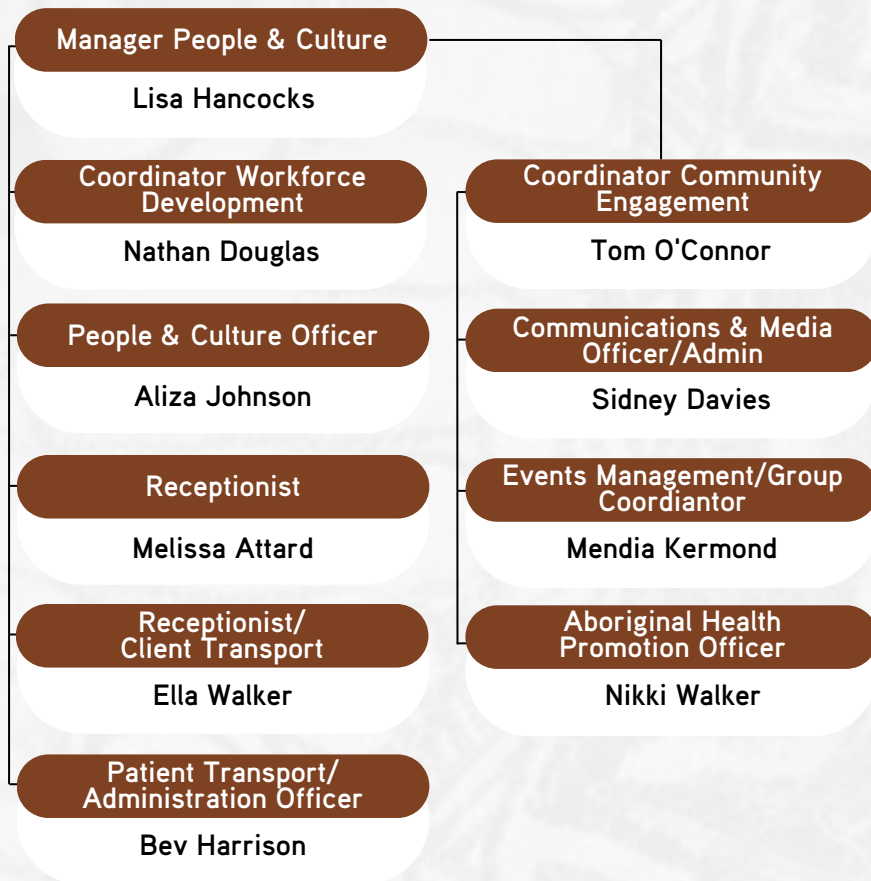 Manager People & Culture
Lisa Hancocks
Coordinator Workforce
Development
Nathan Douglas
People & Culture Officer
Aliza Johnson
Receptionist
Melissa Attard
Receptionist/
Client Transport
Ella Walker
Patient Transport/
Administration Officer
Bev Harrison
Coordinator Community
Engagement
Tom O'Connor
Communications & Media
Officer/Admin
Sidney Davies
Events Management/Group
Coordiantor
Mendia Kermond
Aboriginal Health
Promotion Officer
Nikki Walker